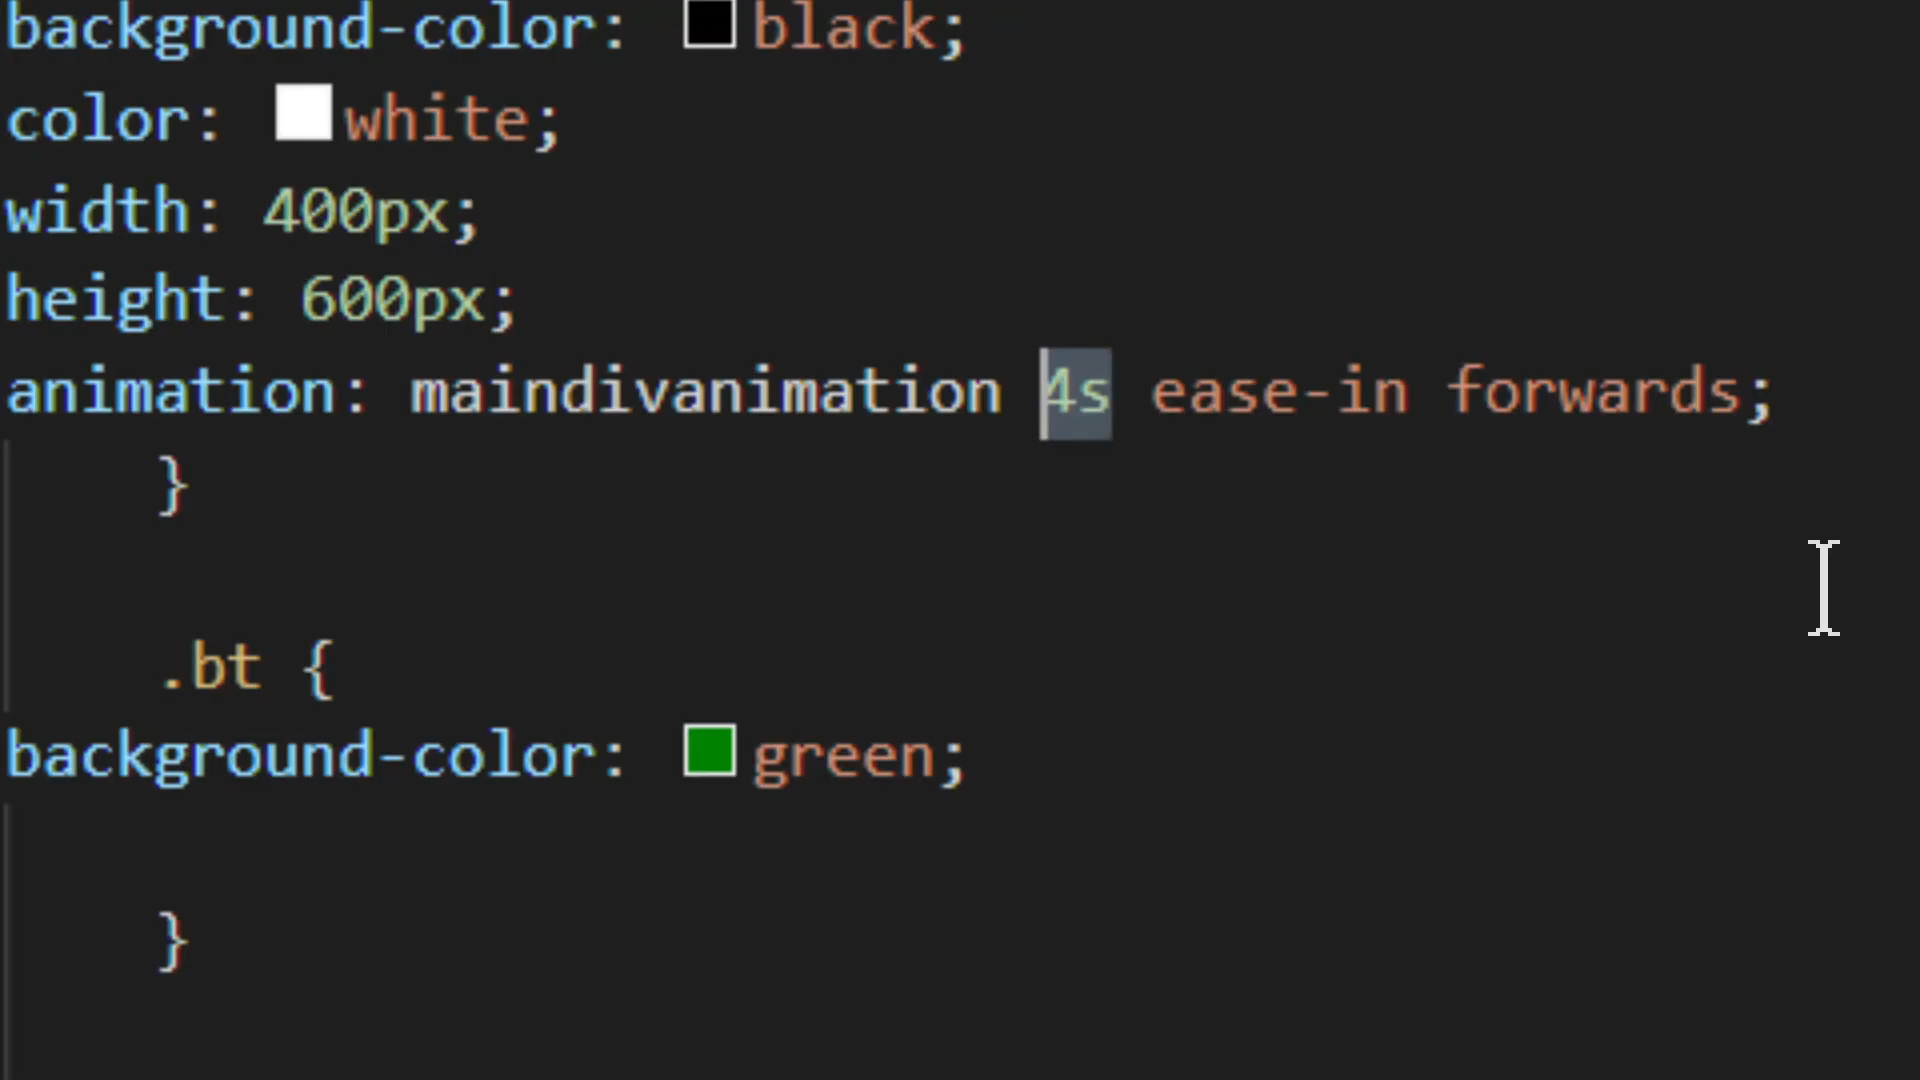 background-color: black;
color: white;
width: 400px;
height: 600px;
animation: maindivanimation 4s ease-in forwards;
}
.bt {
background-color: green;
}